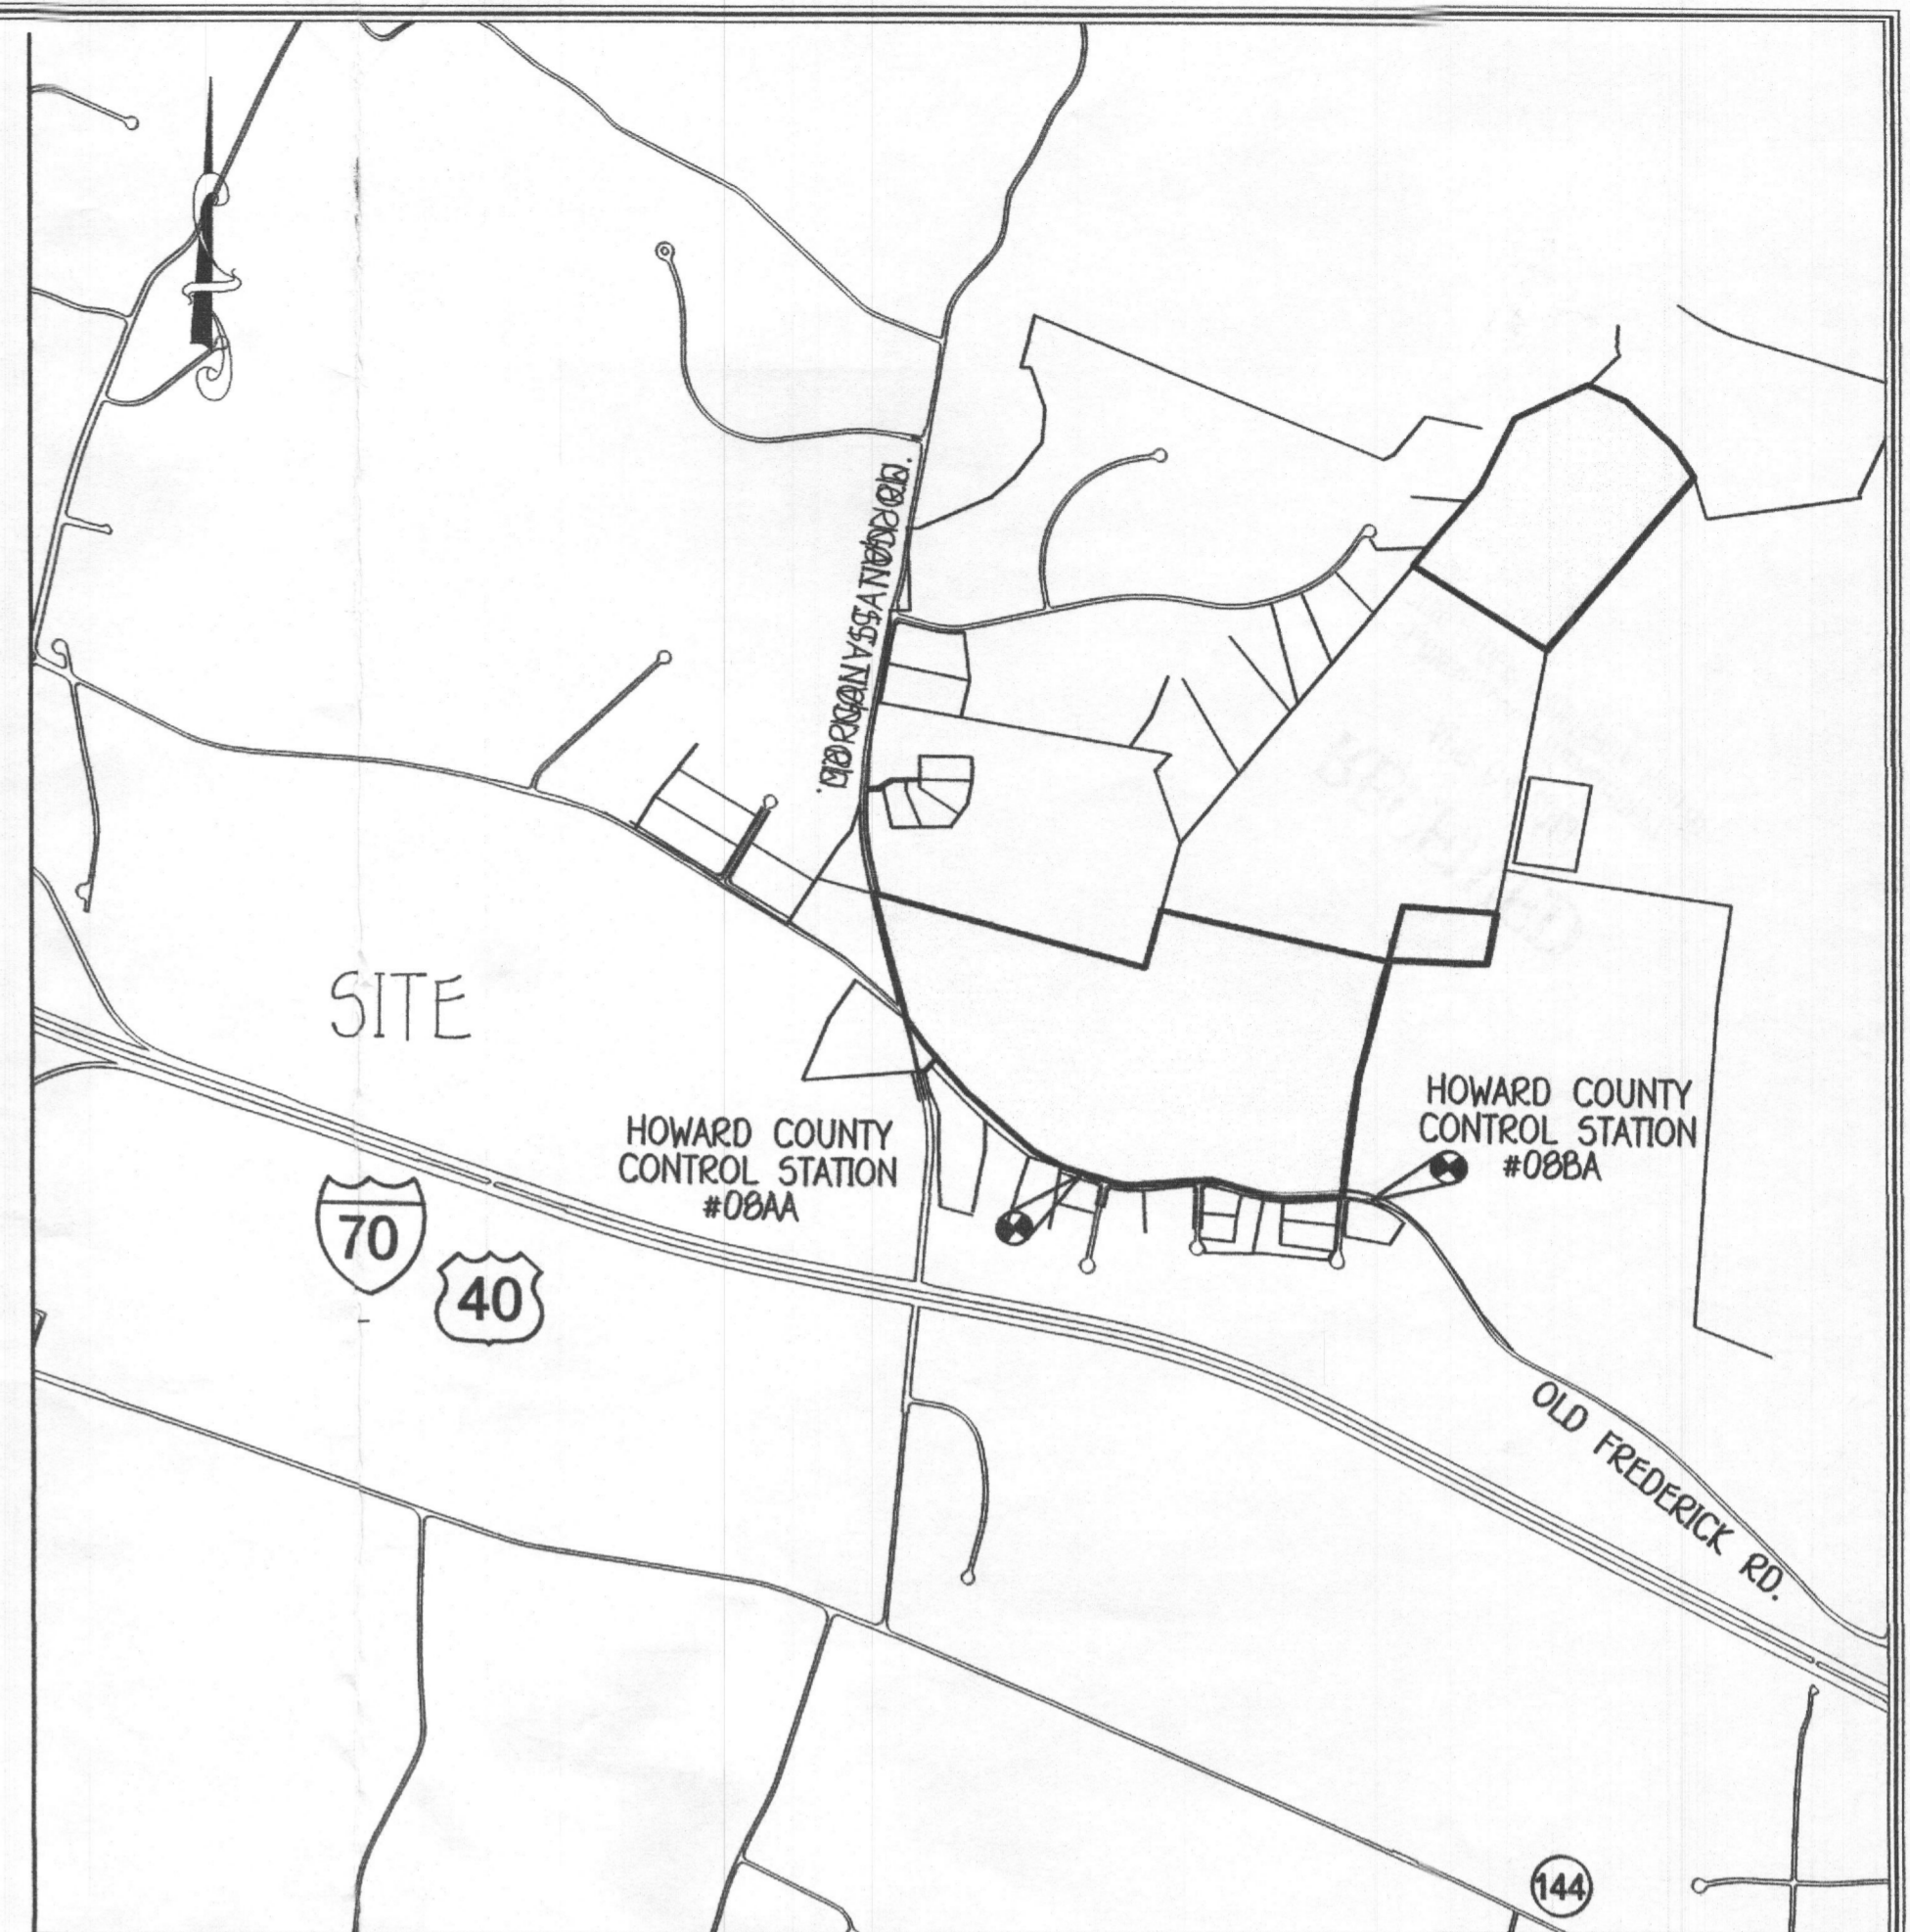 SITE
HOWARD COUNTY
CONTROL STATION
#08BA
HOWARD COUNTY
CONTROL STATION
#08AA
70
40
OLD FREDERICK RD.
144